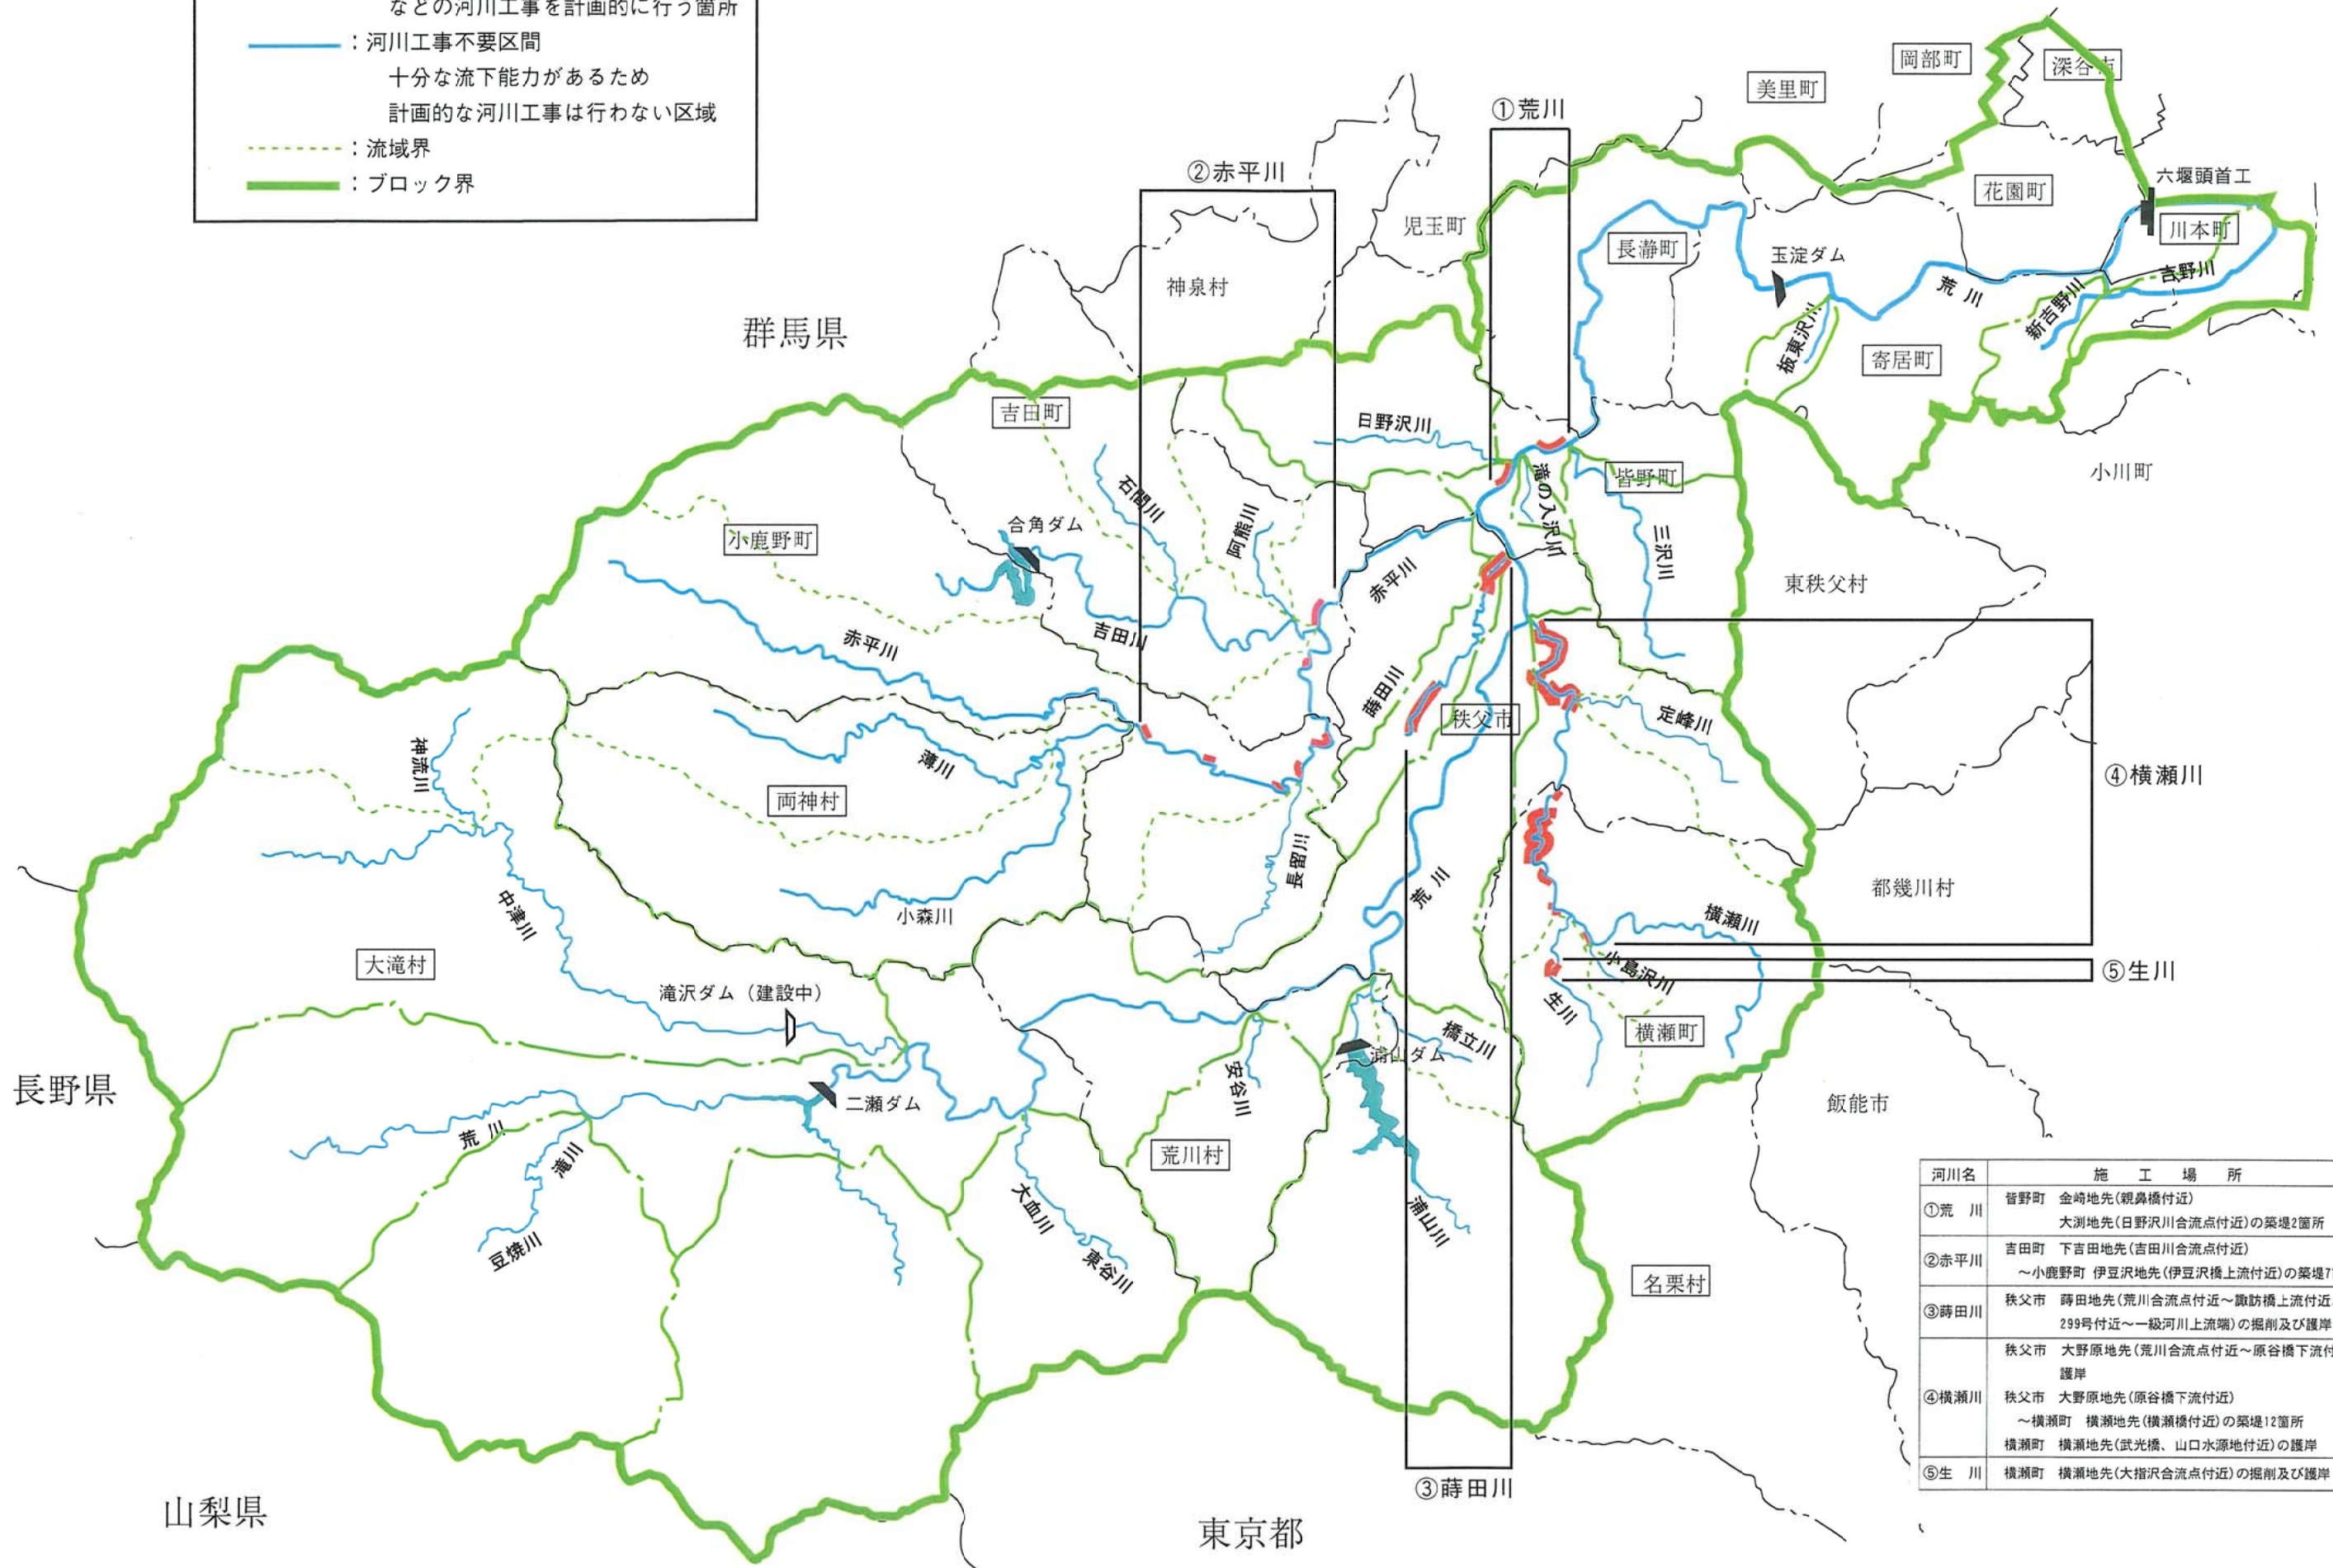 などの河川工事を計画的に行う箇所
：河川工事不要区間
十分な流下能力があるため
計画的な河川工事は行わない区域
：流域界
：ブロック界
岡部町
深谷市
美里町
①荒川
②赤平川
六堰頭首工
花園町
川本町
児玉町
長瀞町
玉淀ダム
神泉村
吉野川
荒川
新吉野川
群馬県
板東沢川
寄居町
吉田町
日野沢川
皆野町
小川町
滝の入沢川
石間川
阿熊川
合角ダム
小鹿野町
三沢川
赤平川
東秩父村
吉田川
赤平川
蒔田川
秩父市
定峰川
神流川
薄川
④横瀬川
両神村
長留川
荒川
都幾川村
小森川
横瀬川
中津川
大滝村
小島沢川
⑤生川
滝沢ダム（建設中）
生川
横瀬町
橋立川
浦山ダム
安谷川
長野県
二瀬ダム
飯能市
荒川
滝川
荒川村
大血川
浦山川
豆焼川
東谷川
名栗村
③蒔田川
山梨県
東京都
河川名 施工場所
①荒川 皆野町 金崎地先(親鼻橋付近)
大渕地先(日野沢川合流点付近)の築堤2箇所
②赤平川 吉田町 下吉田地先(吉田川合流点付近)
～小鹿野町 伊豆沢地先(伊豆沢橋上流付近)の築堤7
③蒔田川 秩父市 蒔田地先(荒川合流点付近～諏訪橋上流付近
299号付近～一級河川上流端)の掘削及び護岸
④横瀬川 秩父市 大野原地先(荒川合流点付近～原谷橋下流付
護岸
秩父市 大野原地先(原谷橋下流付近)
～横瀬町 横瀬地先(横瀬橋付近)の築堤12箇所
横瀬町 横瀬地先(武光橋、山口水源地付近)の護岸
⑤生川 横瀬町 横瀬地先(大指沢合流点付近)の掘削及び護岸